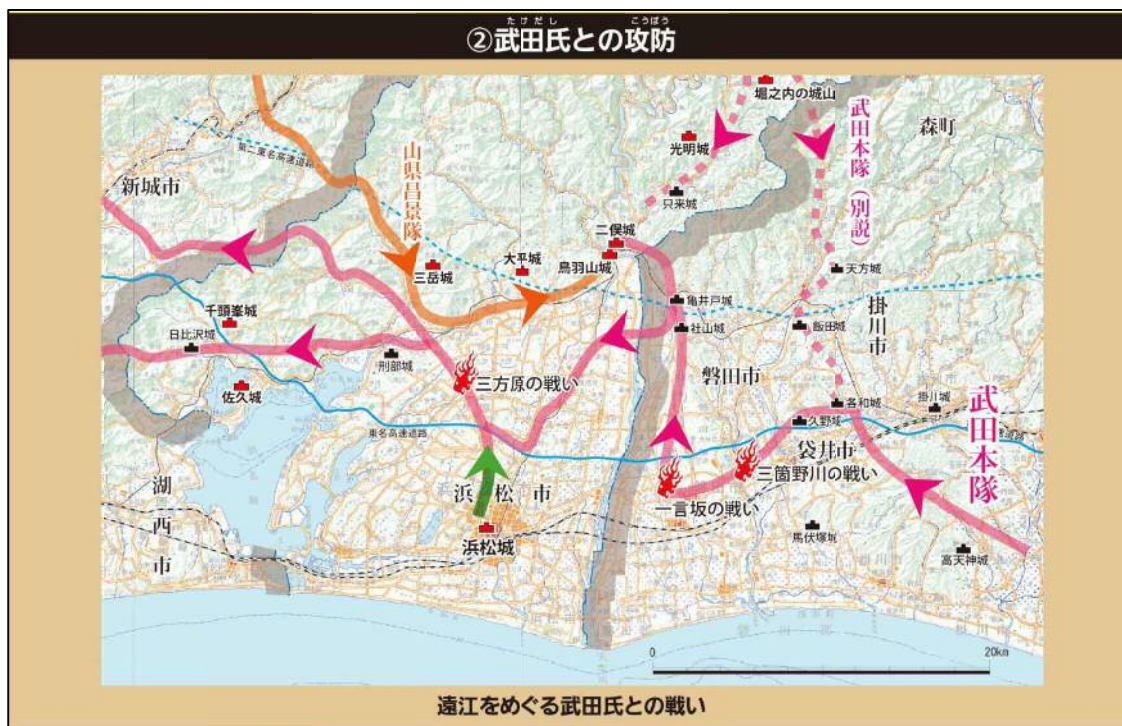 ②武田氏との攻防
たけだし
こうぼう
堀之内の城山
光明城
武田本隊(別説)
森町
第二東名高速道路
山県昌景隊
新城市
只来城
二俣城
鳥羽山城
大平城
三岳城
天方城
亀井戸城
社山城
飯田城
掛川市
千頭峯城
日比沢城
刑部城
三方原の戦い
磐田市
佐久城
各和城
掛川城
久野城
武田本隊
東名高速道路
袋井市
三箇野川の戦い
一言坂の戦い
浜松市
湖西市
浜松城
馬伏塚城
高天神城
0
20km
遠江をめぐる武田氏との戦い